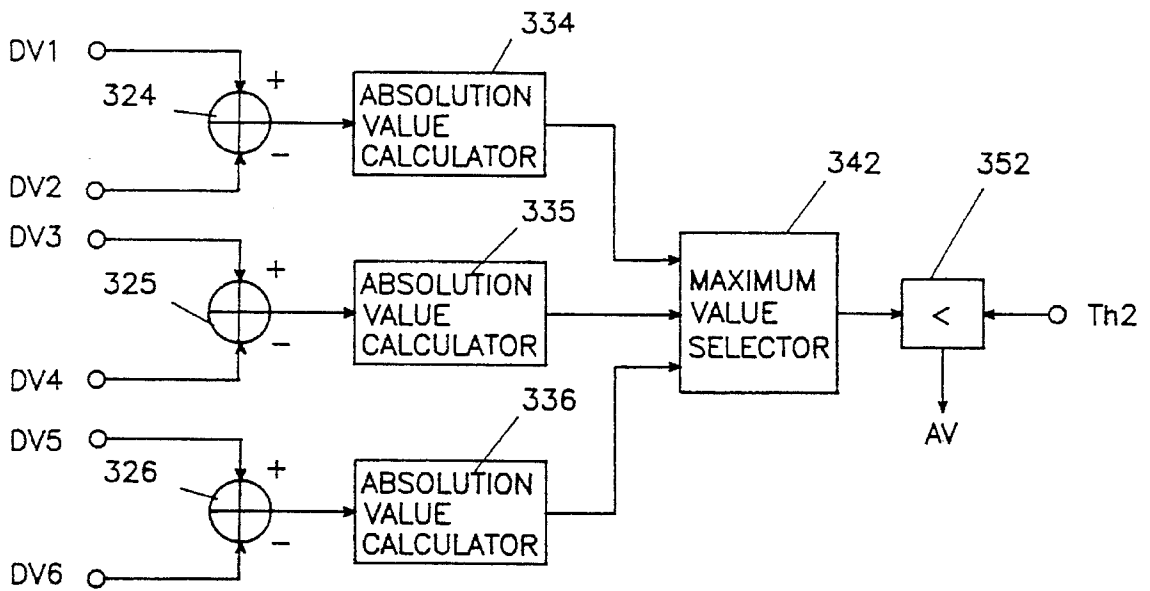 334
DV1
+
324
ABSOLUTION
VALUE
CALCULATOR
−
DV2
342
352
335
DV3
+
325
ABSOLUTION
VALUE
CALCULATOR
−
MAXIMUM
VALUE
SELECTOR
<
Th2
DV4
336
AV
DV5
+
326
ABSOLUTION
VALUE
CALCULATOR
−
DV6